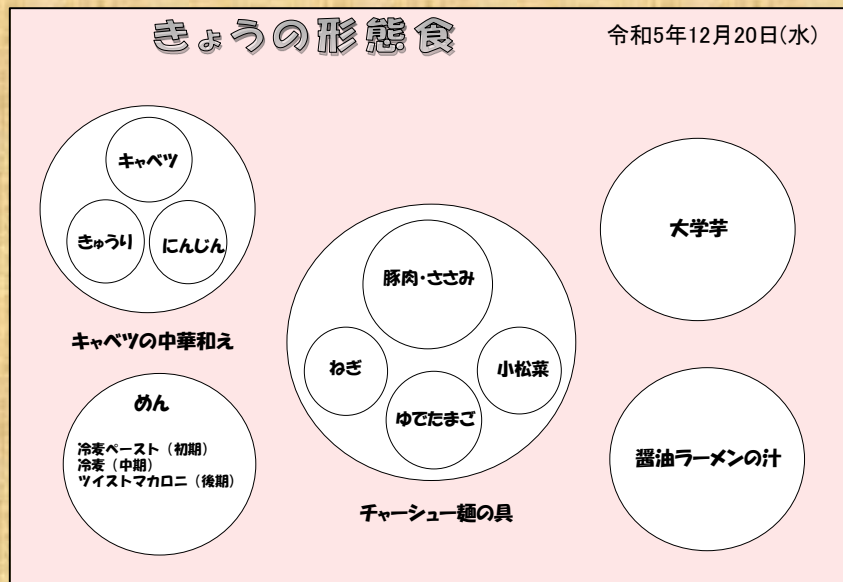 きょうの形態食
令和5年12月20日(水)
キャベツ
きゅうり
にんじん
キャベツの中華和え
豚肉・ささみ
ねぎ
小松菜
ゆでたまご
チャーシュー麺の具
大学芋
めん
冷麦ペースト（初期）
冷麦（中期）
ツイストマカロニ（後期）
醤油ラーメンの汁